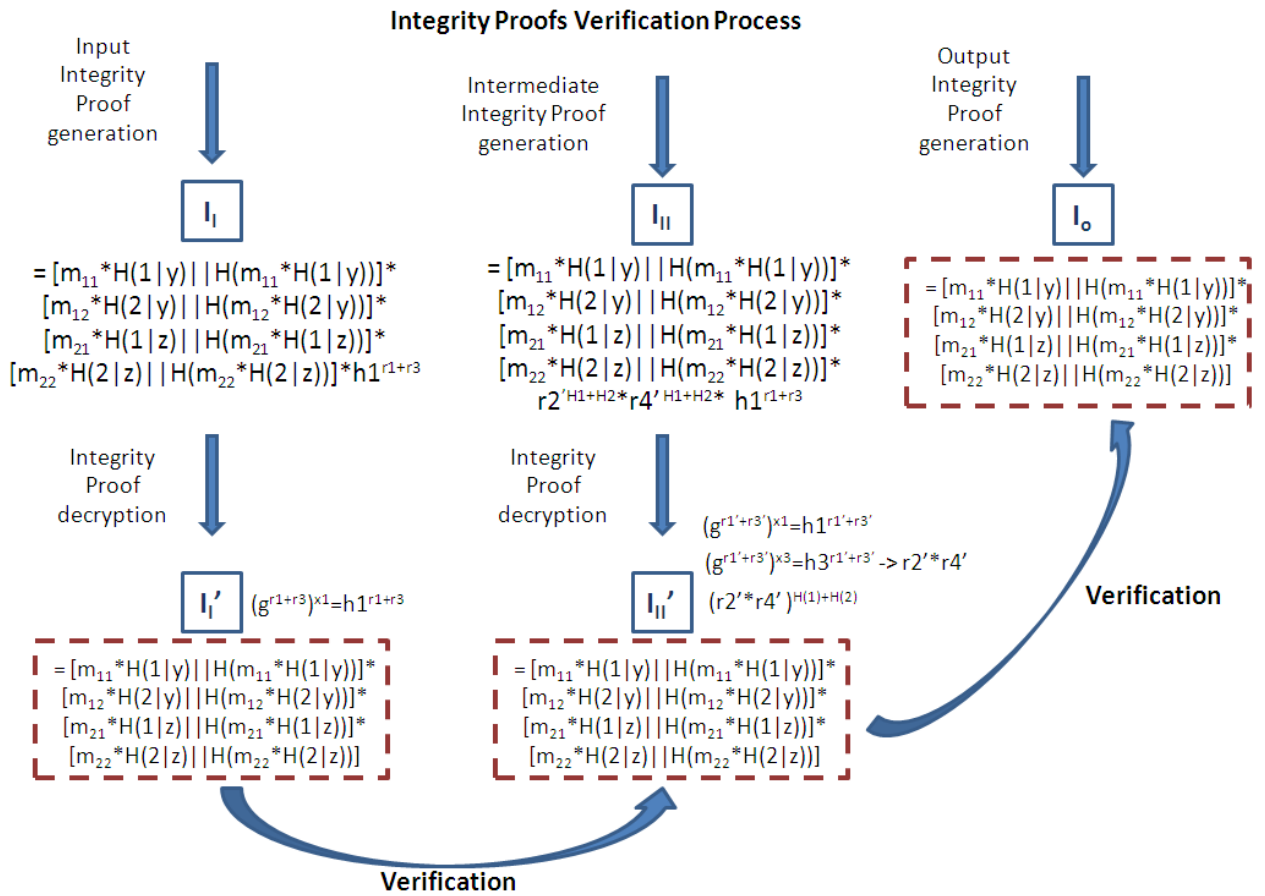 Integrity Proofs Verification Process
Input
Integrity
Proof
generation
I_I
= [m₁₁*H(1|y)||H(m₁₁*H(1|y))]*
[m₁₂*H(2|y)||H(m₁₂*H(2|y))]*
[m₂₁*H(1|z)||H(m₂₁*H(1|z))]*
[m₂₂*H(2|z)||H(m₂₂*H(2|z))]*h1^{r1+r3}
Integrity
Proof
decryption
I_I'
(g^{r1+r3})^{x1}=h1^{r1+r3}
= [m₁₁*H(1|y)||H(m₁₁*H(1|y))]*
[m₁₂*H(2|y)||H(m₁₂*H(2|y))]*
[m₂₁*H(1|z)||H(m₂₁*H(1|z))]*
[m₂₂*H(2|z)||H(m₂₂*H(2|z))]
Verification
Intermediate
Integrity Proof
generation
I_{II}
= [m₁₁*H(1|y)||H(m₁₁*H(1|y))]*
[m₁₂*H(2|y)||H(m₁₂*H(2|y))]*
[m₂₁*H(1|z)||H(m₂₁*H(1|z))]*
[m₂₂*H(2|z)||H(m₂₂*H(2|z))]*
r2'^{H1+H2}*r4'^{H1+H2}* h1^{r1+r3}
Integrity
Proof
decryption
(g^{r1'+r3'})^{x1}=h1^{r1'+r3'}
(g^{r1'+r3'})^{x3}=h3^{r1'+r3'} -> r2'*r4'
(r2'*r4')^{H(1)+H(2)}
I_{II}'
= [m₁₁*H(1|y)||H(m₁₁*H(1|y))]*
[m₁₂*H(2|y)||H(m₁₂*H(2|y))]*
[m₂₁*H(1|z)||H(m₂₁*H(1|z))]*
[m₂₂*H(2|z)||H(m₂₂*H(2|z))]
Output
Integrity
Proof
generation
I_o
= [m₁₁*H(1|y)||H(m₁₁*H(1|y))]*
[m₁₂*H(2|y)||H(m₁₂*H(2|y))]*
[m₂₁*H(1|z)||H(m₂₁*H(1|z))]*
[m₂₂*H(2|z)||H(m₂₂*H(2|z))]
Verification